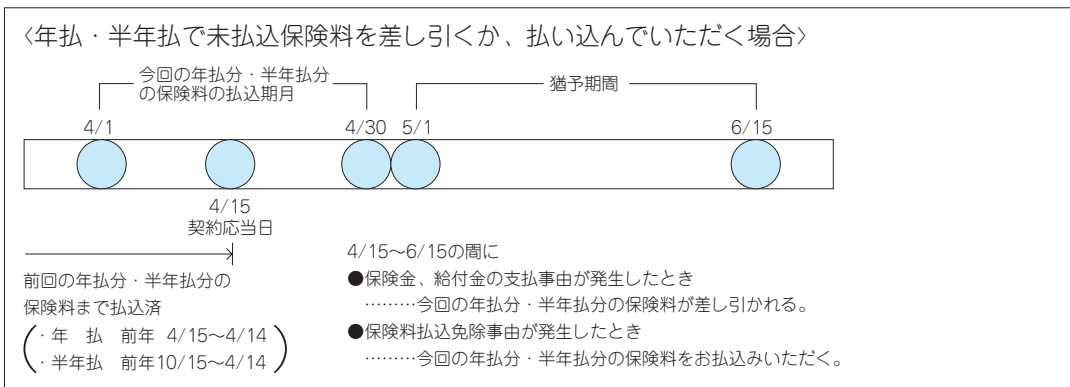 〈年払・半年払で未払込保険料を差し引くか、払い込んでいただく場合〉
今回の年払分・半年払分
の保険料の払込期月
猶予期間
4/1
4/30
5/1
6/15
4/15
契約応当日
前回の年払分・半年払分の
保険料まで払込済
・年　払　前年 4/15～4/14
・半年払　前年10/15～4/14
4/15～6/15の間に
●保険金、給付金の支払事由が発生したとき
………今回の年払分・半年払分の保険料が差し引かれる。
●保険料払込免除事由が発生したとき
………今回の年払分・半年払分の保険料をお払込みいただく。